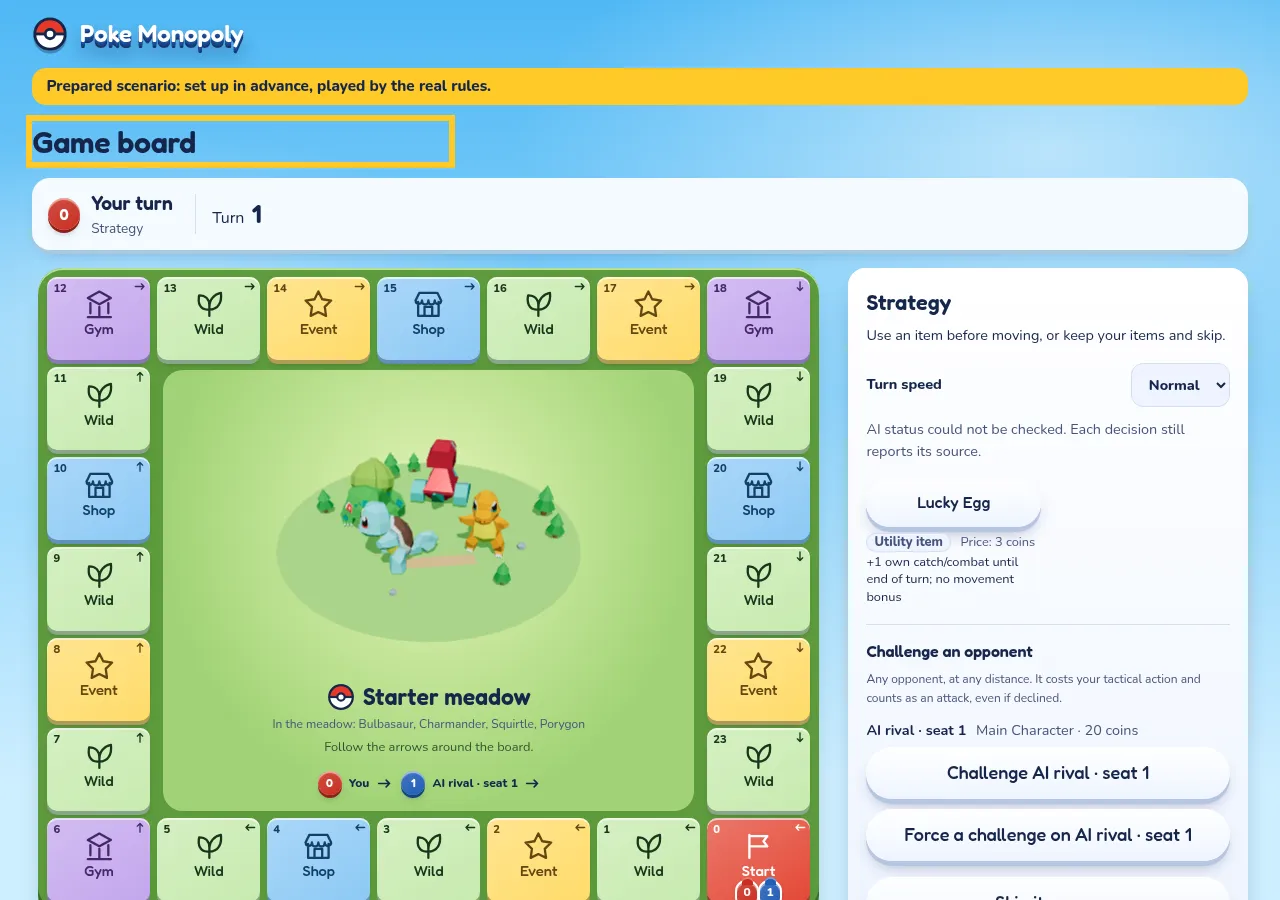 Poke Monopoly
Prepared scenario: set up in advance, played by the real rules.
Game board
0
Your turn
Strategy
Turn 1
12 →
Gym
13 →
Wild
14 →
Event
15 →
Shop
16 →
Wild
17 →
Event
18 ↓
Gym
11 ↑
Wild
19 ↓
Wild
10 ↑
Shop
20 ↓
Shop
9 ↑
Wild
21 ↓
Wild
8 ↑
Event
22 ↓
Event
7 ↑
Wild
23 ↓
Wild
Starter meadow
In the meadow: Bulbasaur, Charmander, Squirtle, Porygon
Follow the arrows around the board.
0 You → 1 AI rival · seat 1 →
6 ↑
Gym
5 ←
Wild
4 ←
Shop
3 ←
Wild
2 ←
Event
1 ←
Wild
0 ←
Start
0 1
Strategy
Use an item before moving, or keep your items and skip.
Turn speed
Normal
AI status could not be checked. Each decision still
reports its source.
Lucky Egg
Utility item Price: 3 coins
+1 own catch/combat until
end of turn; no movement
bonus
Challenge an opponent
Any opponent, at any distance. It costs your tactical action and
counts as an attack, even if declined.
AI rival · seat 1 Main Character · 20 coins
Challenge AI rival · seat 1
Force a challenge on AI rival · seat 1